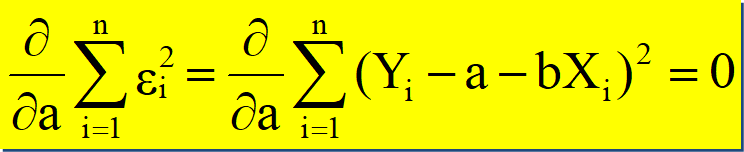 ∂/∂a ∑_{i=1}^{n} ε_i^2 = ∂/∂a ∑_{i=1}^{n} (Y_i − a − bX_i)^2 = 0